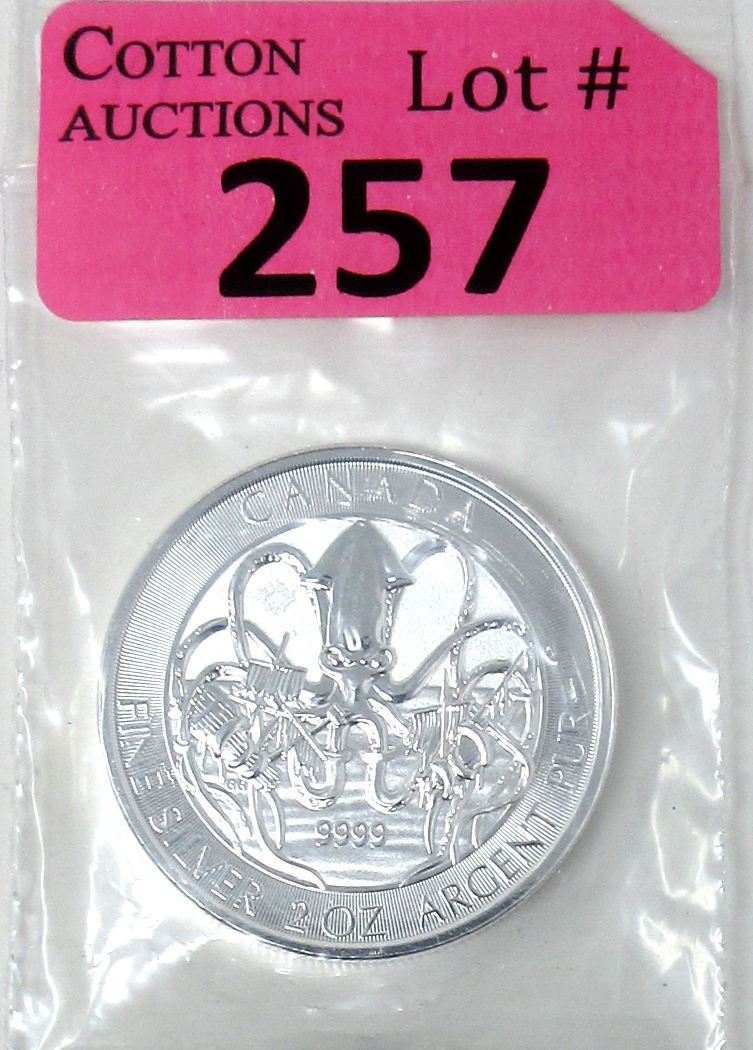 COTTON
AUCTIONS
Lot #
257
CANADA
9999
FINE SILVER 2 OZ ARGENT PUR